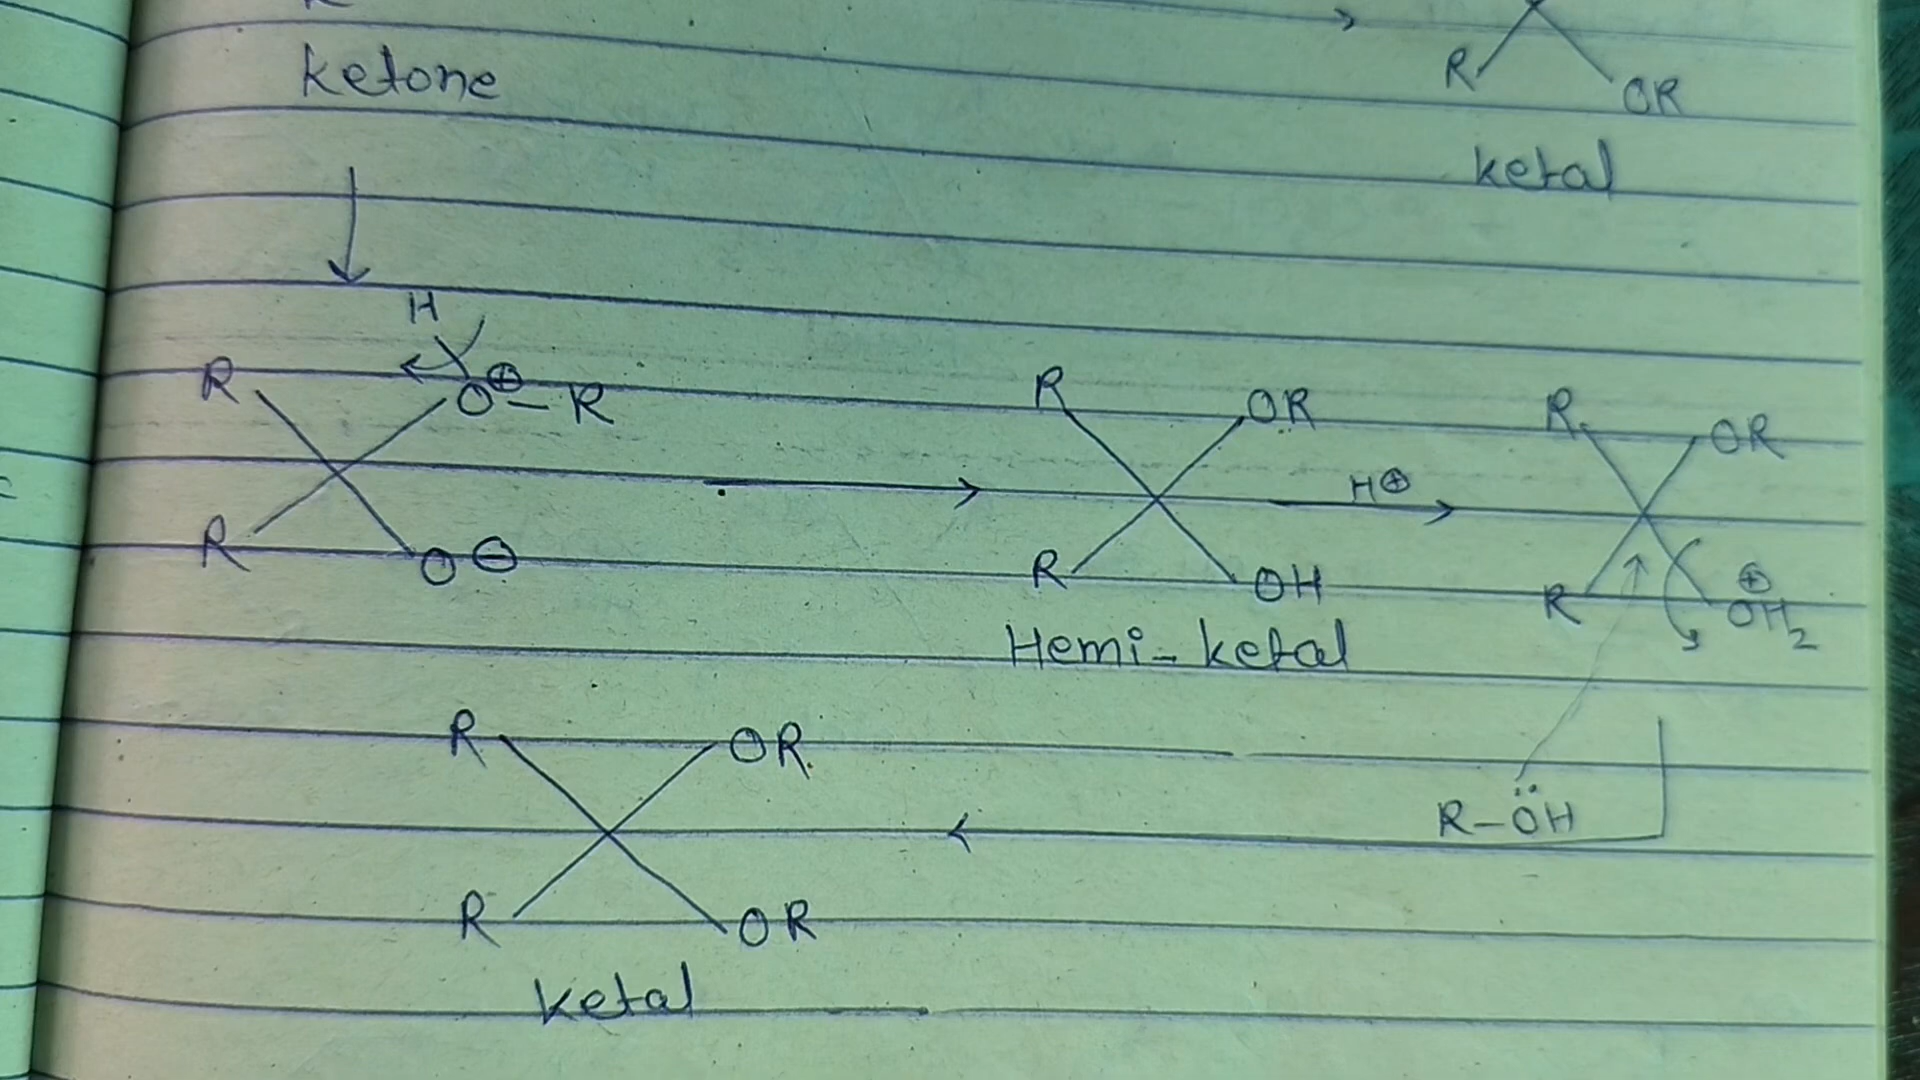 R OR
ketone
ketal
H
R O⊕–R
R O⊖
R OR
R OH
Hemi-ketal
H⊕
R OR
R ⊕OH₂
R–ÖH
R OR
R OR
ketal